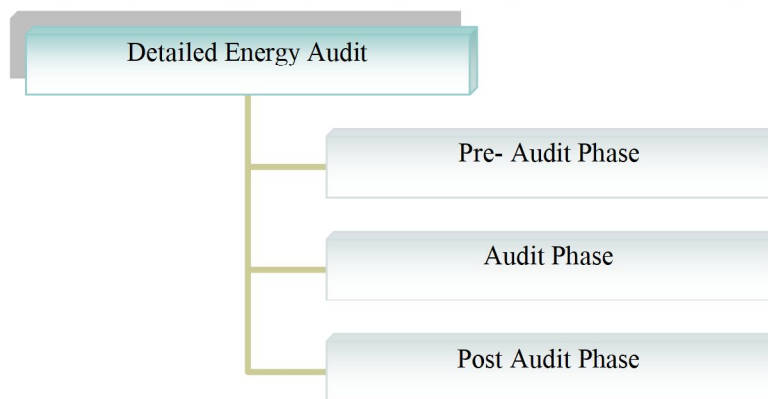 Detailed Energy Audit
Pre- Audit Phase
Audit Phase
Post Audit Phase